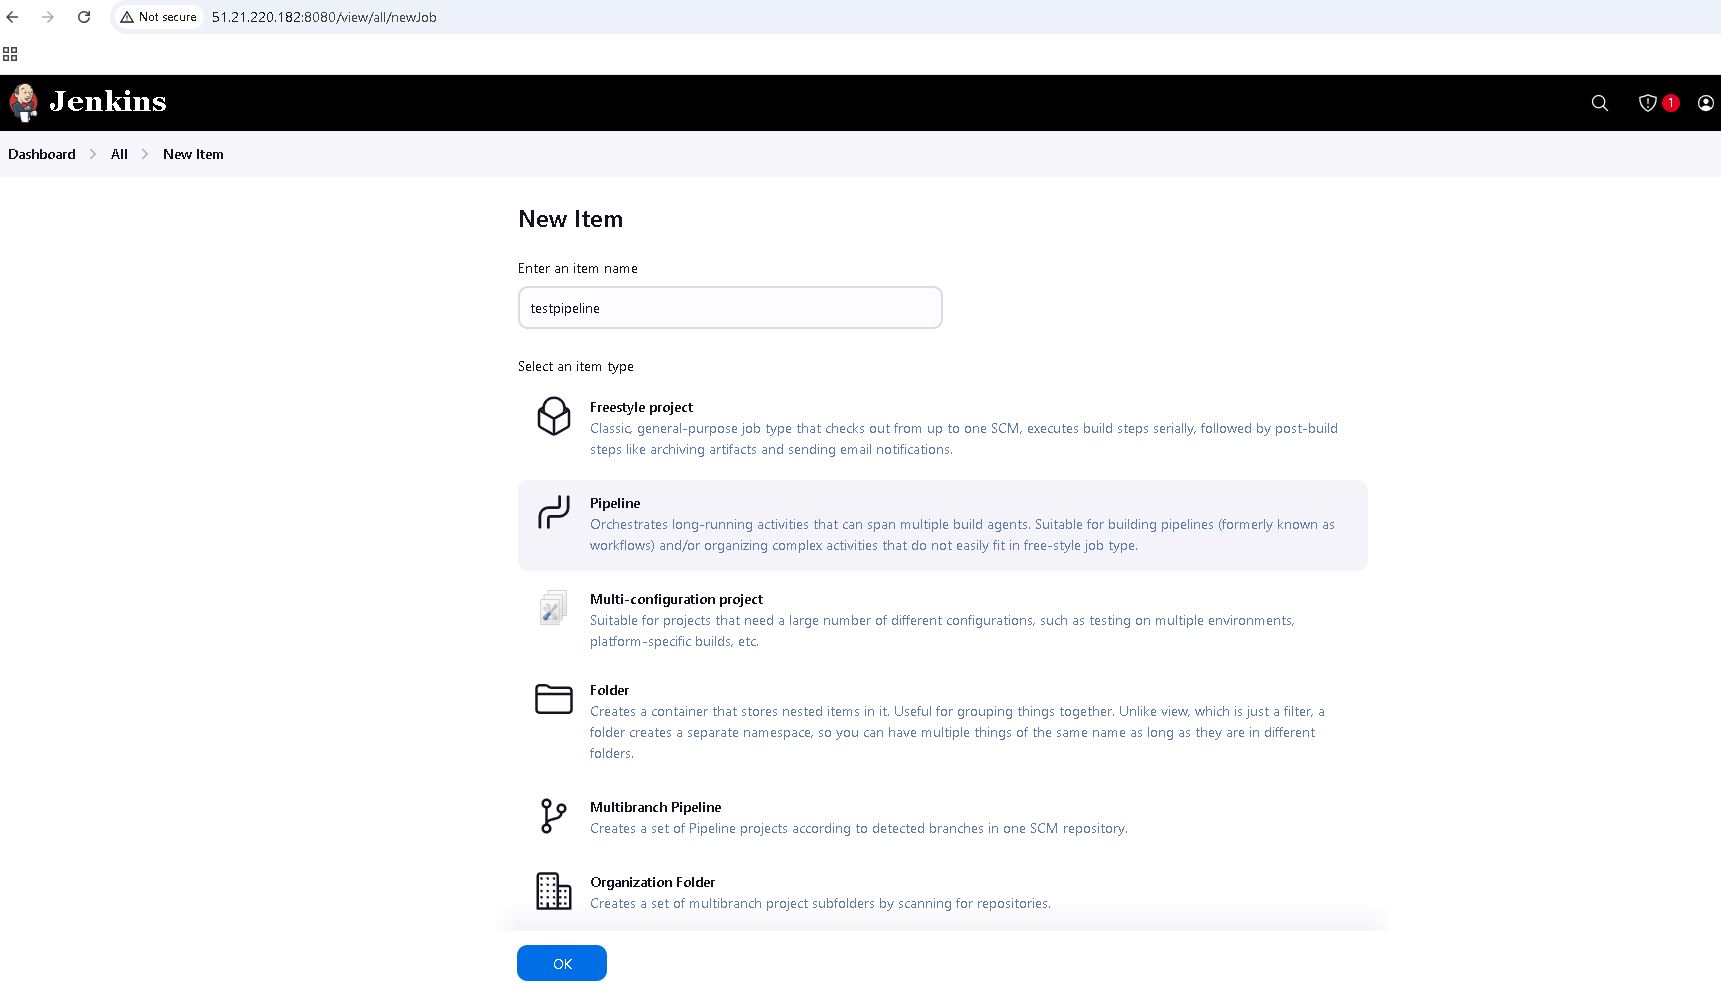 Not secure 51.21.220.182:8080/view/all/newJob
Jenkins
1
Dashboard All New Item
New Item
Enter an item name
testpipeline
Select an item type
Freestyle project
Classic, general-purpose job type that checks out from up to one SCM, executes build steps serially, followed by post-build
steps like archiving artifacts and sending email notifications.
Pipeline
Orchestrates long-running activities that can span multiple build agents. Suitable for building pipelines (formerly known as
workflows) and/or organizing complex activities that do not easily fit in free-style job type.
Multi-configuration project
Suitable for projects that need a large number of different configurations, such as testing on multiple environments,
platform-specific builds, etc.
Folder
Creates a container that stores nested items in it. Useful for grouping things together. Unlike view, which is just a filter, a
folder creates a separate namespace, so you can have multiple things of the same name as long as they are in different
folders.
Multibranch Pipeline
Creates a set of Pipeline projects according to detected branches in one SCM repository.
Organization Folder
Creates a set of multibranch project subfolders by scanning for repositories.
OK